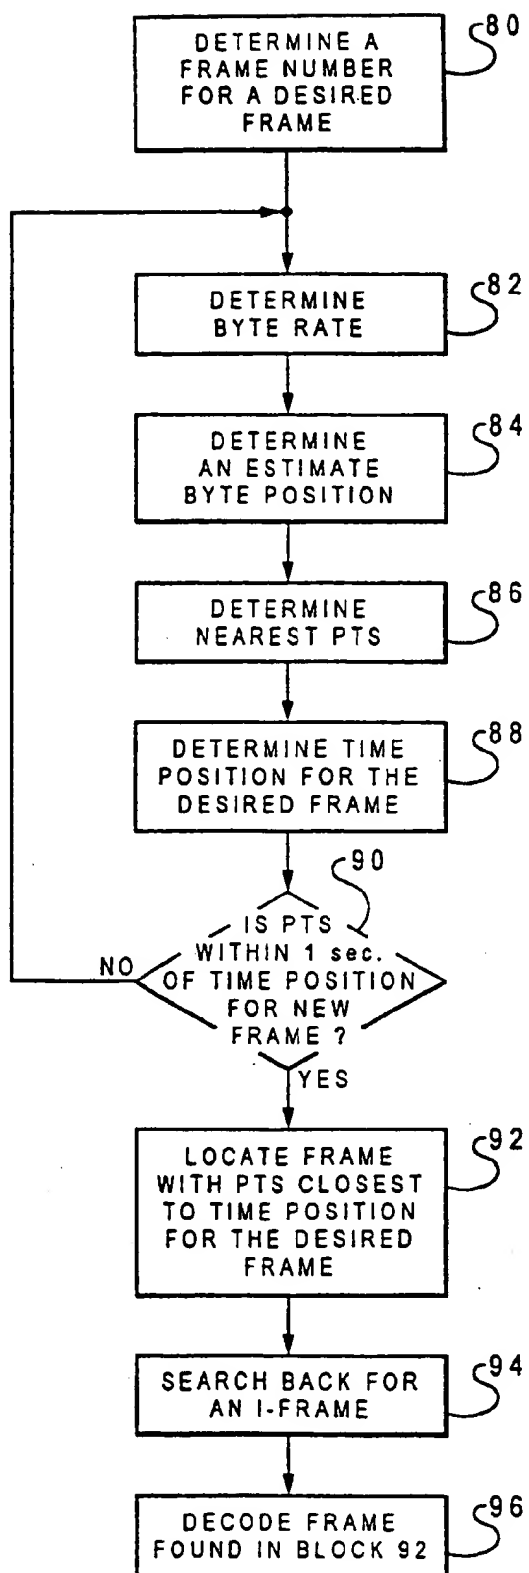 80
DETERMINE A
FRAME NUMBER
FOR A DESIRED
FRAME
82
DETERMINE
BYTE RATE
84
DETERMINE
AN ESTIMATE
BYTE POSITION
86
DETERMINE
NEAREST PTS
88
DETERMINE TIME
POSITION FOR THE
DESIRED FRAME
90
IS PTS
WITHIN 1 sec.
OF TIME POSITION
FOR NEW
FRAME ?
NO
YES
92
LOCATE FRAME
WITH PTS CLOSEST
TO TIME POSITION
FOR THE DESIRED
FRAME
94
SEARCH BACK FOR
AN I-FRAME
96
DECODE FRAME
FOUND IN BLOCK 92